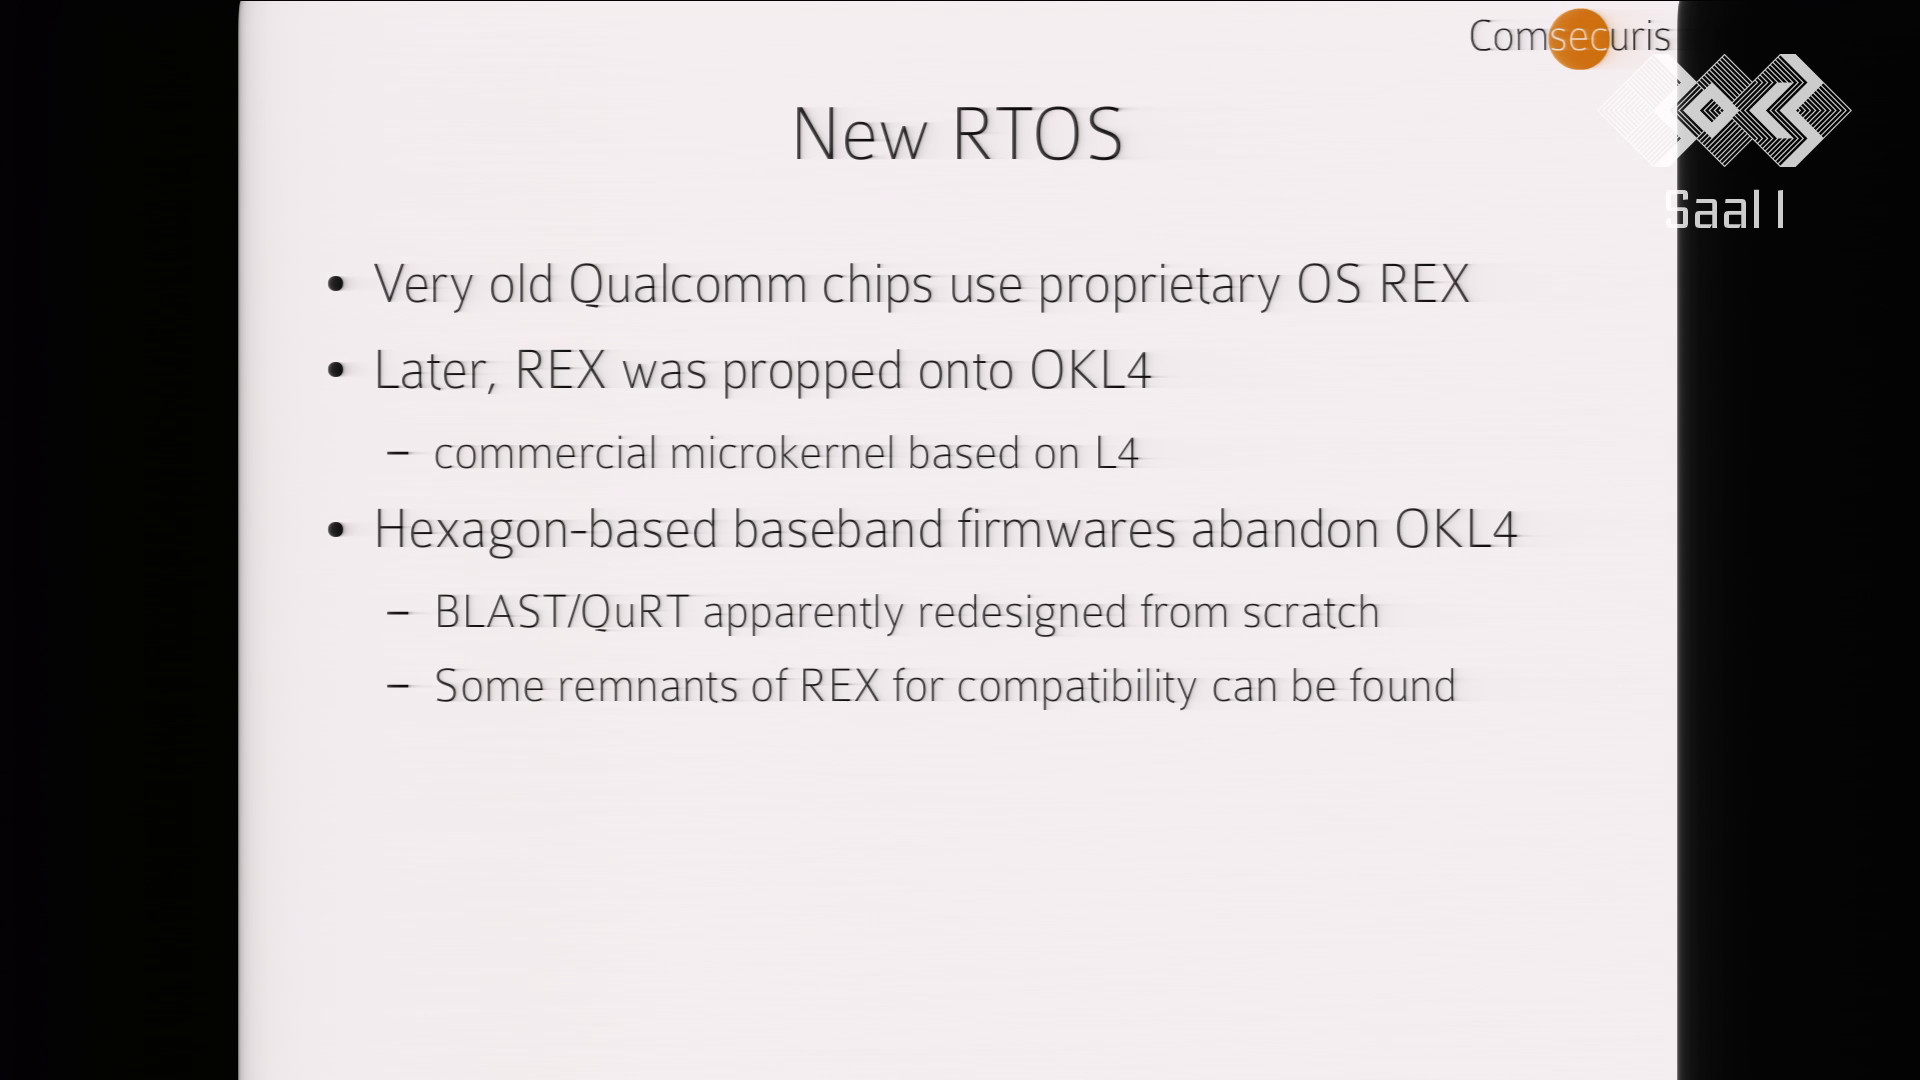 Comsecuris
New RTOS
Saal 1
• Very old Qualcomm chips use proprietary OS REX
• Later, REX was propped onto OKL4
– commercial microkernel based on L4
• Hexagon-based baseband firmwares abandon OKL4
– BLAST/QuRT apparently redesigned from scratch
– Some remnants of REX for compatibility can be found